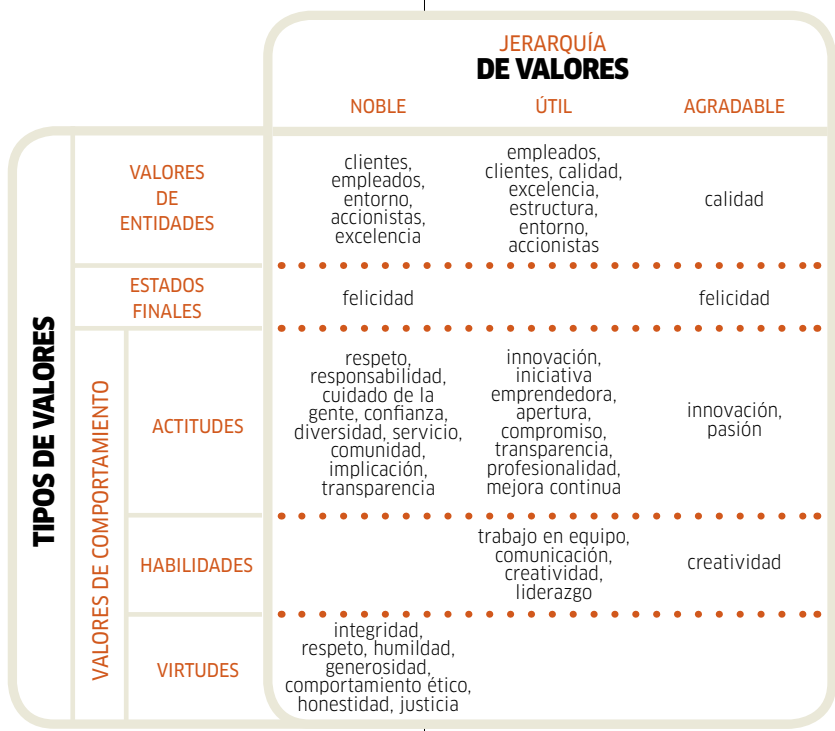 JERARQUÍA
DE VALORES
NOBLE
ÚTIL
AGRADABLE
TIPOS DE VALORES
VALORES
DE
ENTIDADES
clientes,
empleados,
entorno,
accionistas,
excelencia
empleados,
clientes, calidad,
excelencia,
estructura,
entorno,
accionistas
calidad
ESTADOS
FINALES
felicidad
felicidad
VALORES DE COMPORTAMIENTO
ACTITUDES
respeto,
responsabilidad,
cuidado de la
gente, confianza,
diversidad, servicio,
comunidad,
implicación,
transparencia
innovación,
iniciativa
emprendedora,
apertura,
compromiso,
transparencia,
profesionalidad,
mejora continua
innovación,
pasión
HABILIDADES
trabajo en equipo,
comunicación,
creatividad,
liderazgo
creatividad
VIRTUDES
integridad,
respeto, humildad,
generosidad,
comportamiento ético,
honestidad, justicia